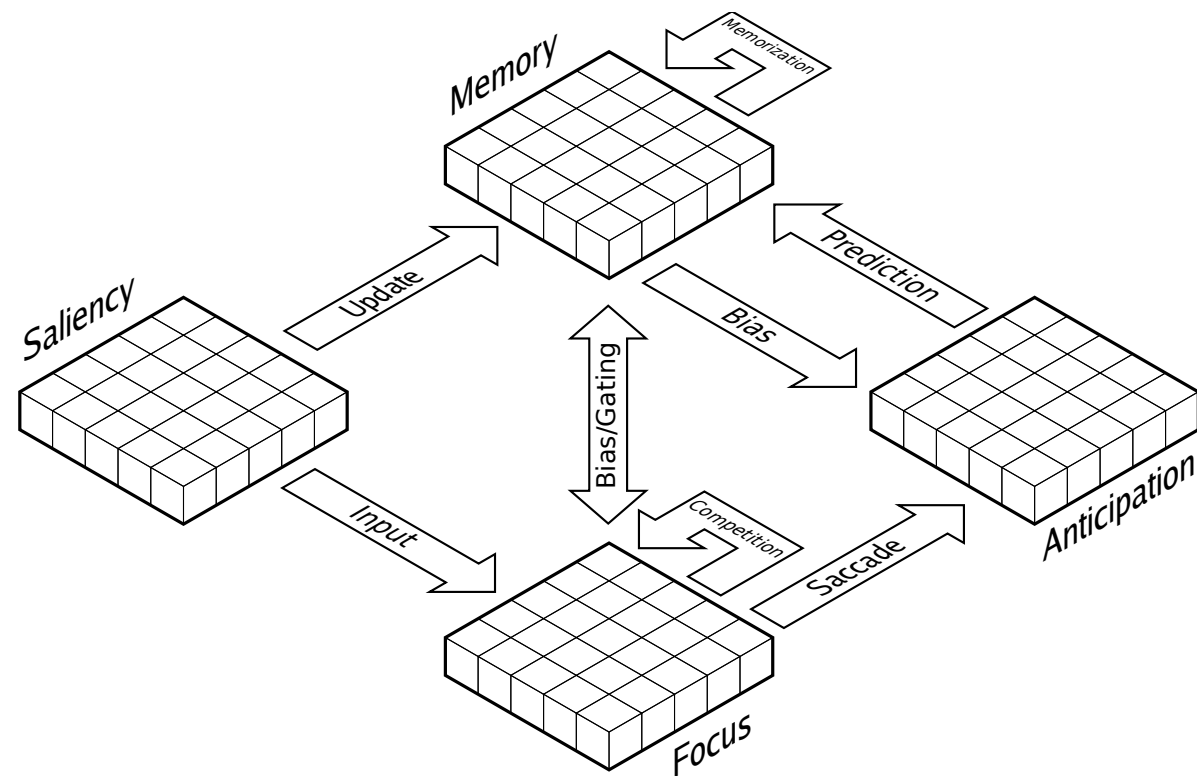 Memorization
Memory
Prediction
Update
Saliency
Bias
Bias/Gating
Input
Competition
Anticipation
Saccade
Focus